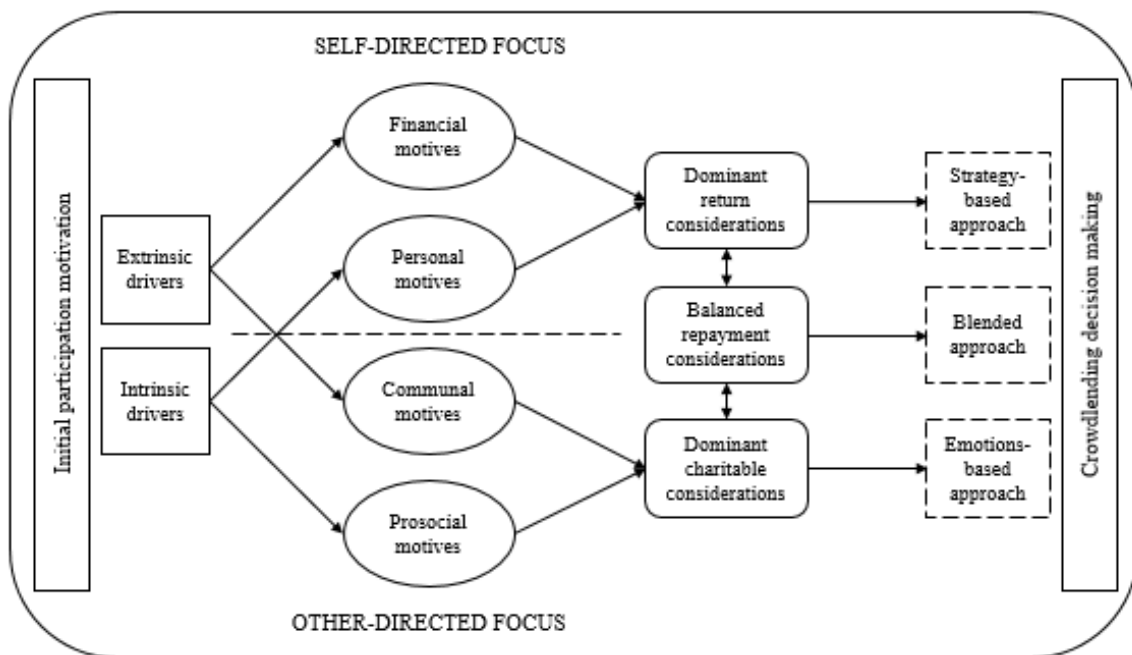 SELF-DIRECTED FOCUS
Initial participation motivation
Extrinsic
drivers
Intrinsic
drivers
Financial
motives
Personal motives
Communal
motives
Prosocial
motives
Dominant
return
considerations
Balanced
repayment
considerations
Dominant
charitable
considerations
Strategy-
based
approach
Blended
approach
Emotions-
based
approach
Crowdlending decision making
OTHER-DIRECTED FOCUS